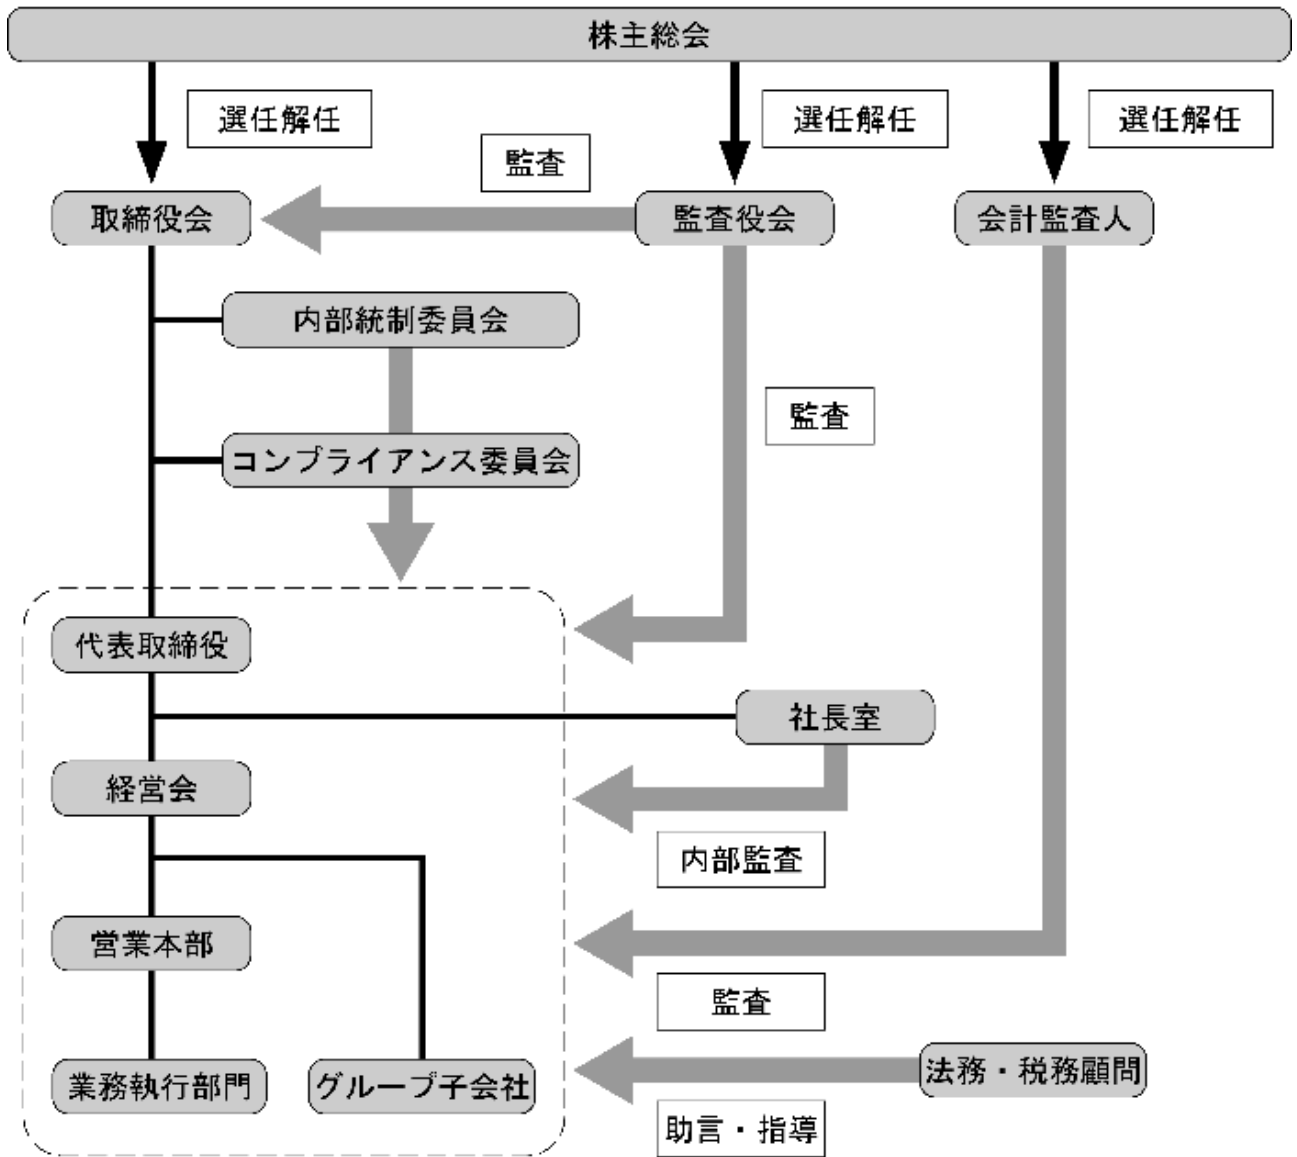 株主総会
選任解任
選任解任
選任解任
監査
取締役会
監査役会
会計監査人
内部統制委員会
監査
コンプライアンス委員会
代表取締役
社長室
経営会
内部監査
営業本部
監査
業務執行部門
グループ子会社
法務・税務顧問
助言・指導